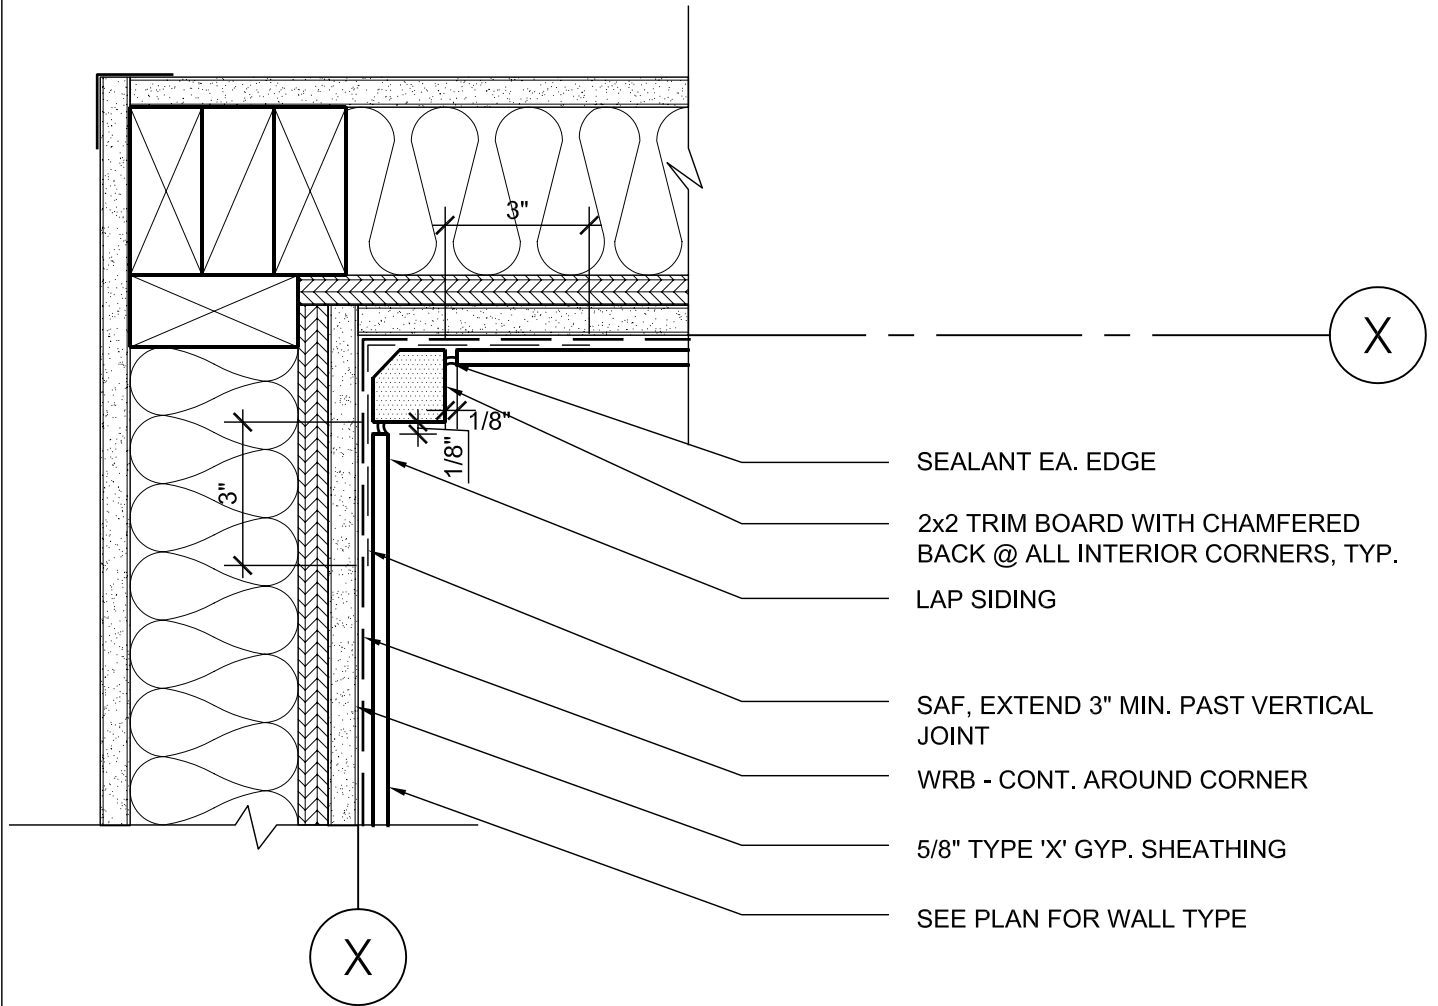 3"
X
1/8"
1/8"
3"
SEALANT EA. EDGE
2x2 TRIM BOARD WITH CHAMFERED
BACK @ ALL INTERIOR CORNERS, TYP.
LAP SIDING
SAF, EXTEND 3" MIN. PAST VERTICAL
JOINT
WRB - CONT. AROUND CORNER
5/8" TYPE 'X' GYP. SHEATHING
SEE PLAN FOR WALL TYPE
X